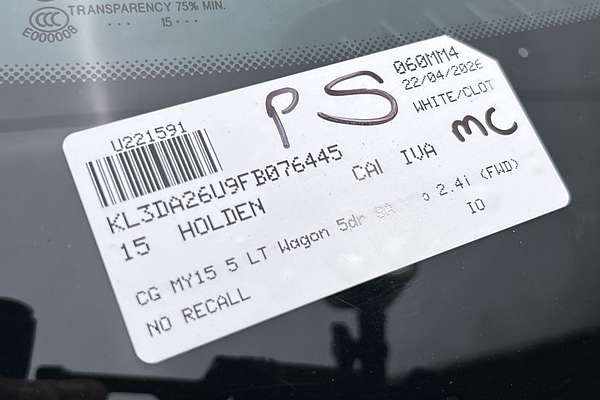 TRANSPARENCY 75% MIN.
CCC
E000008
··· 15 ···
U221591
PS
060MM4
22/04/2026
WHITE/CLOT
MC
KL3DA26U9FB076445
CAI IVA
15 HOLDEN
CG MY15 5 LT Wagon 5dr 2.4i (FWD)
IO
NO RECALL